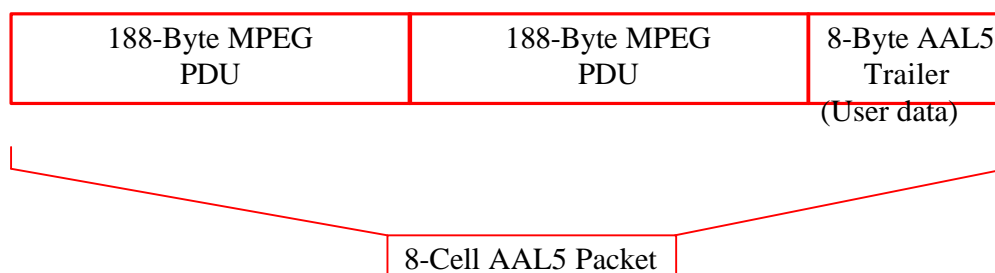 188-Byte MPEG
PDU
188-Byte MPEG
PDU
8-Byte AAL5
Trailer
(User data)
8-Cell AAL5 Packet